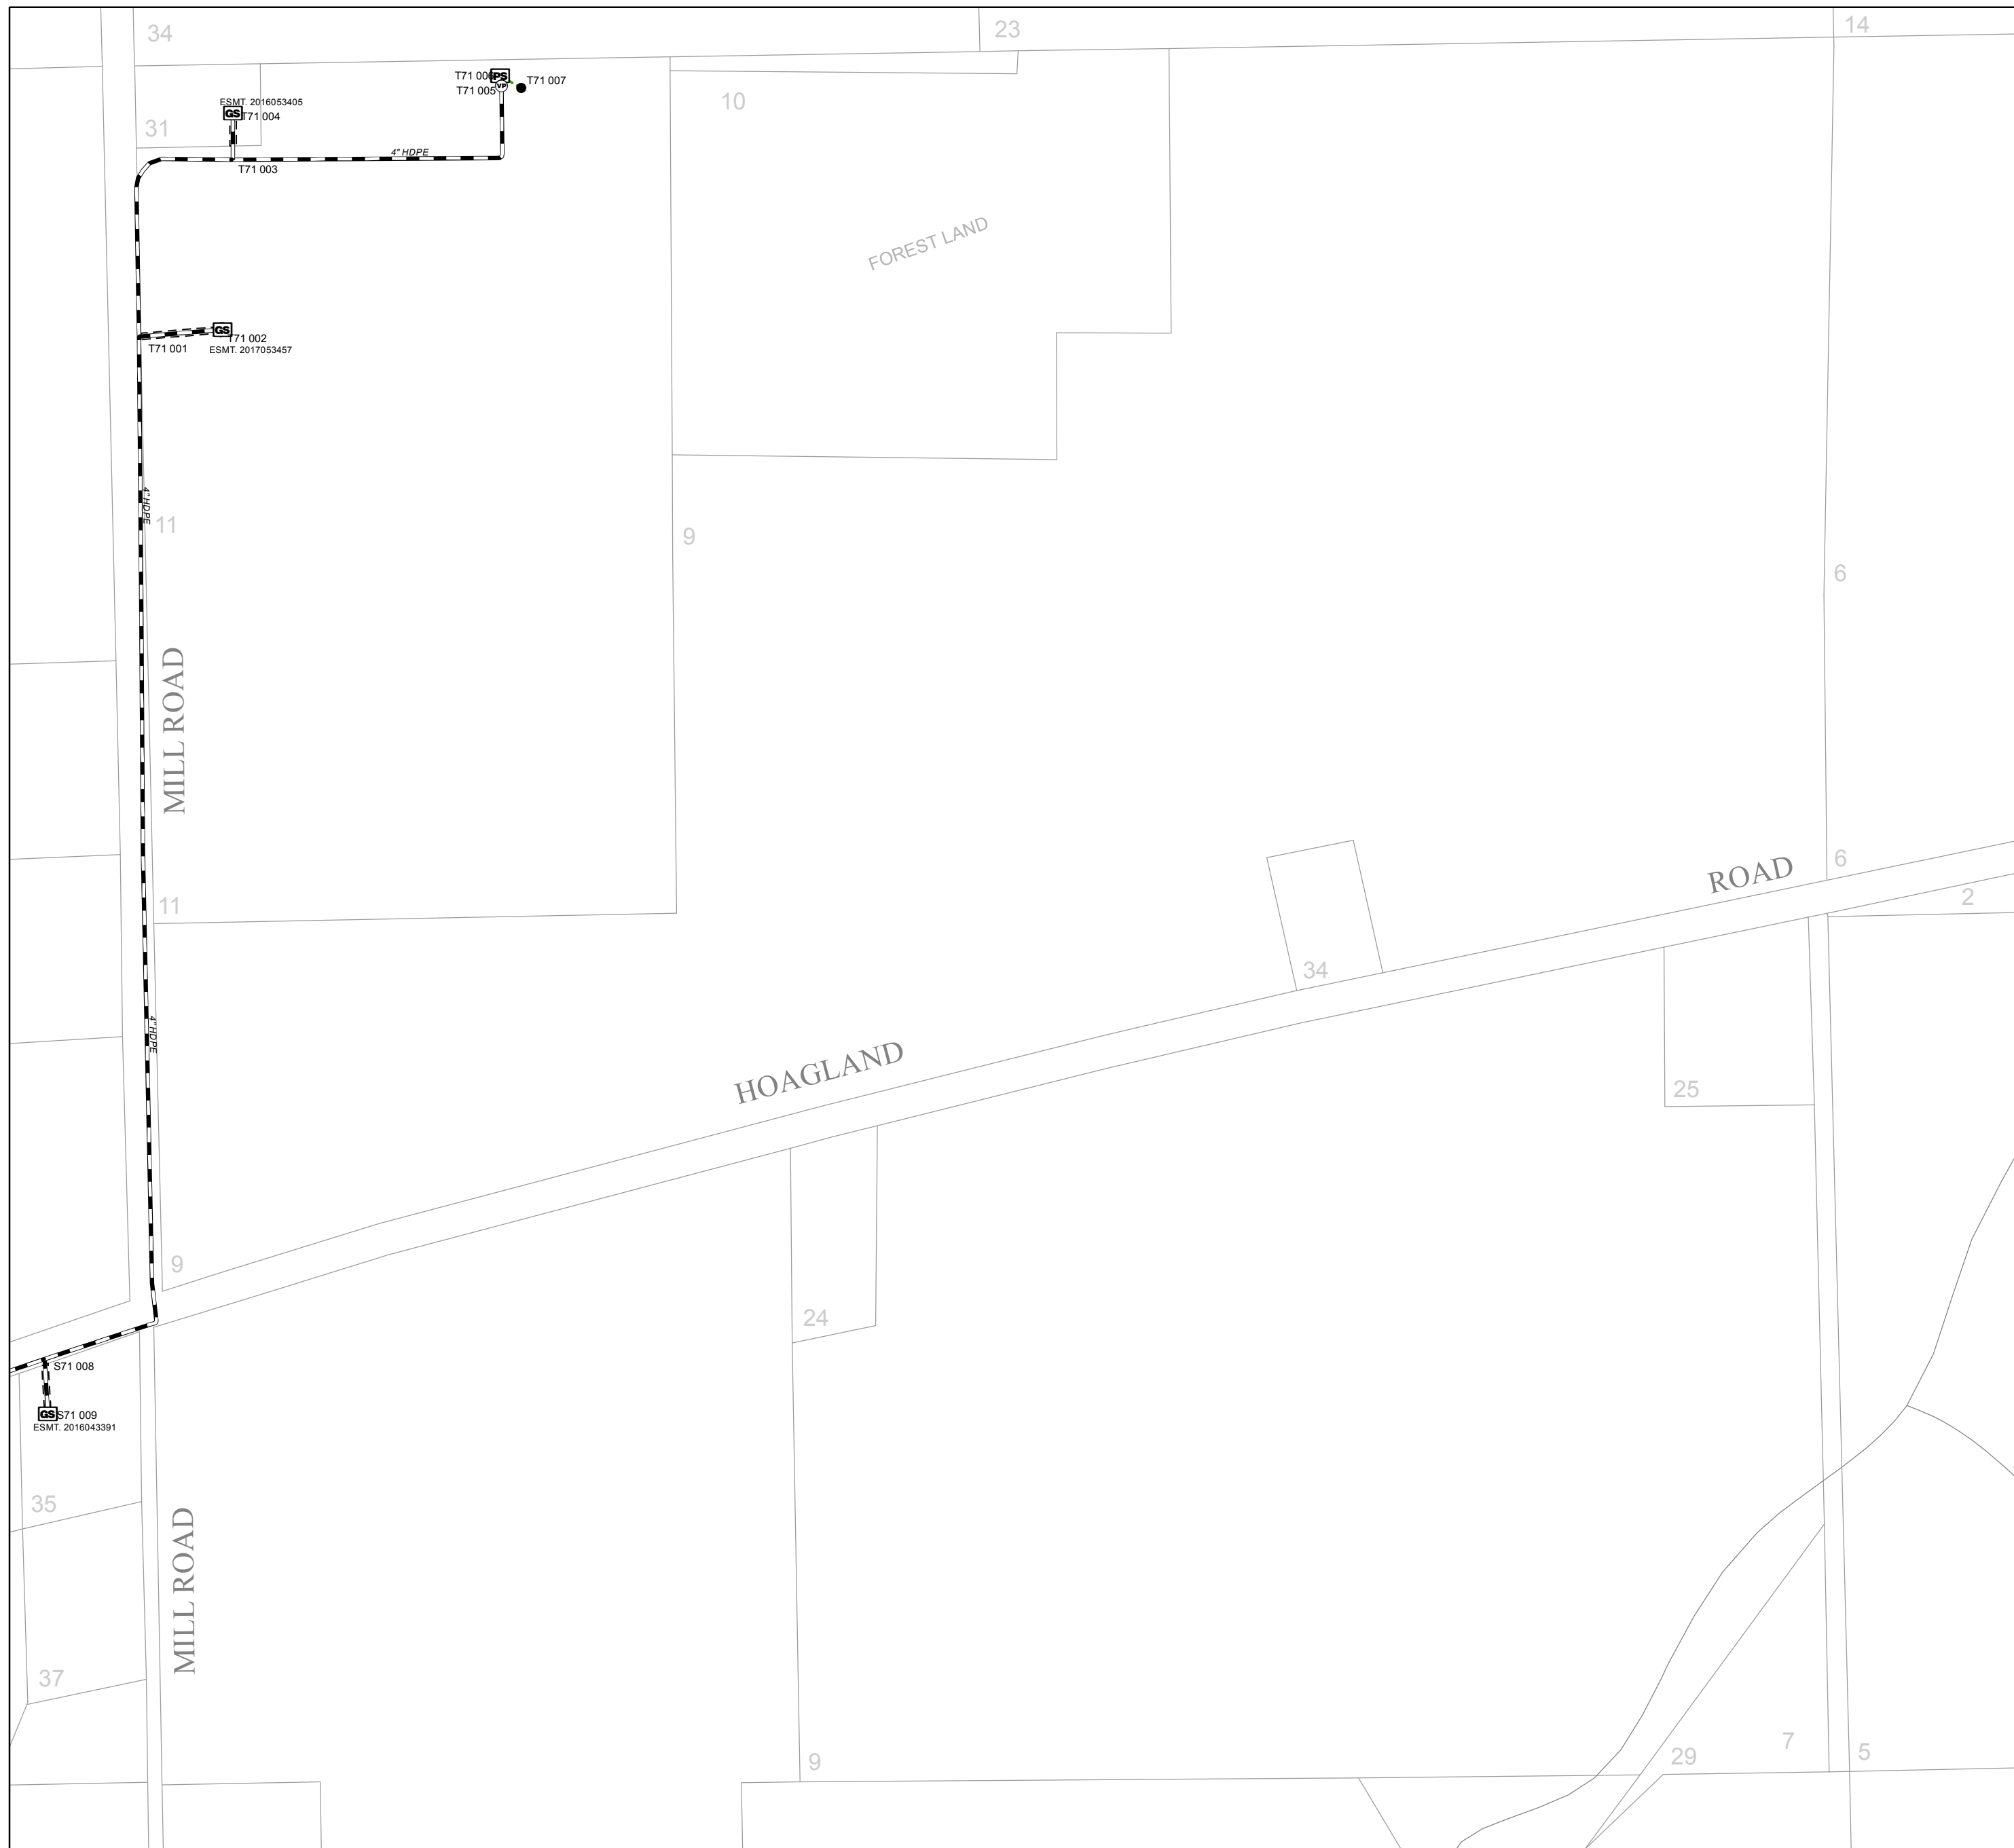 34
23
14
T71 006
PS
T71 007
T71 005
VP
10
ESMT. 2016053405
GS
T71 004
31
4" HDPE
T71 003
FOREST LAND
GS
T71 002
T71 001
ESMT. 2017053457
4" HDPE
11
9
6
MILL ROAD
ROAD
6
2
11
34
4" HDPE
HOAGLAND
25
9
24
S71 008
GS
S71 009
ESMT. 2016043391
35
MILL ROAD
37
9
29
7
5